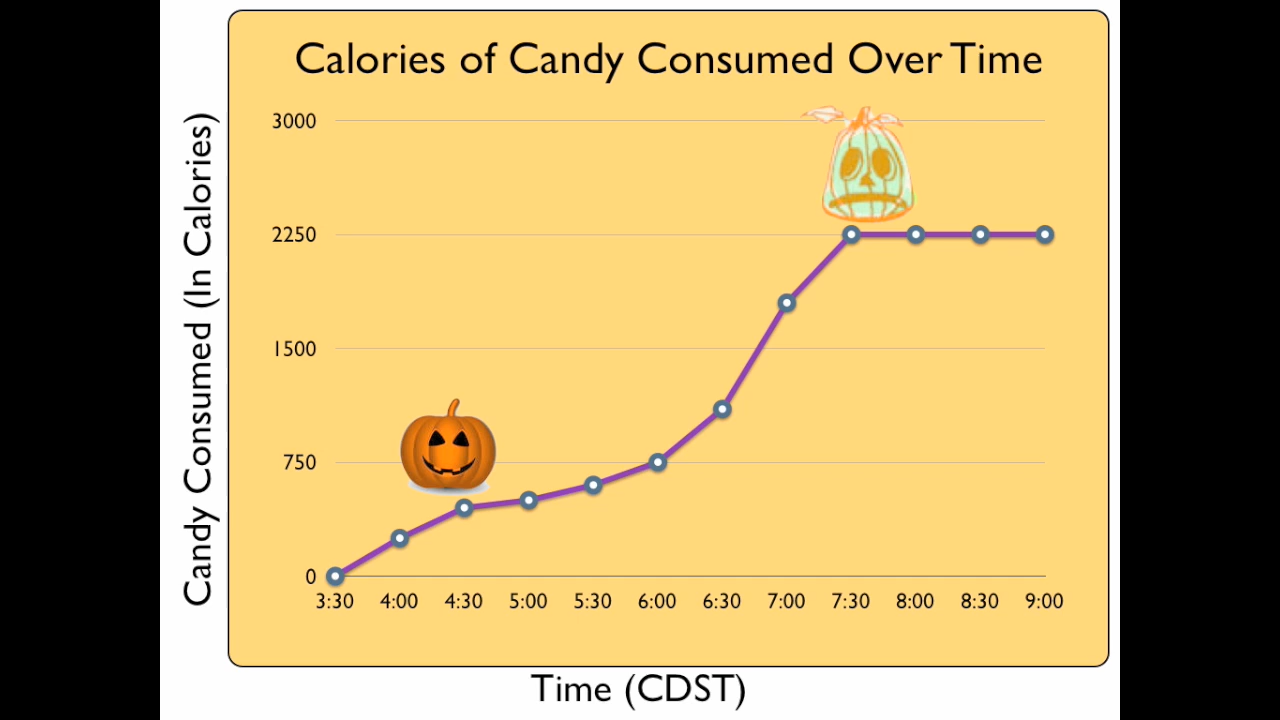 Calories of Candy Consumed Over Time
Candy Consumed (In Calories)
3000
2250
1500
750
0
3:30 4:00 4:30 5:00 5:30 6:00 6:30 7:00 7:30 8:00 8:30 9:00
Time (CDST)